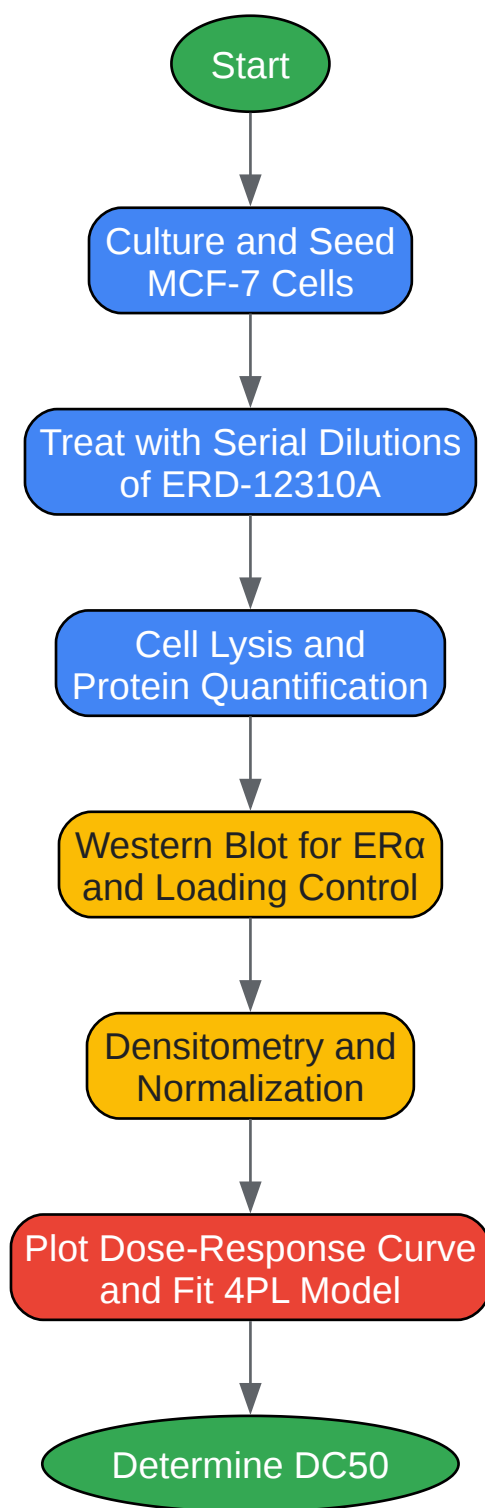 Start
Culture and Seed
MCF-7 Cells
Treat with Serial Dilutions
of ERD-12310A
Cell Lysis and
Protein Quantification
Western Blot for ERα
and Loading Control
Densitometry and
Normalization
Plot Dose-Response Curve
and Fit 4PL Model
Determine DC50